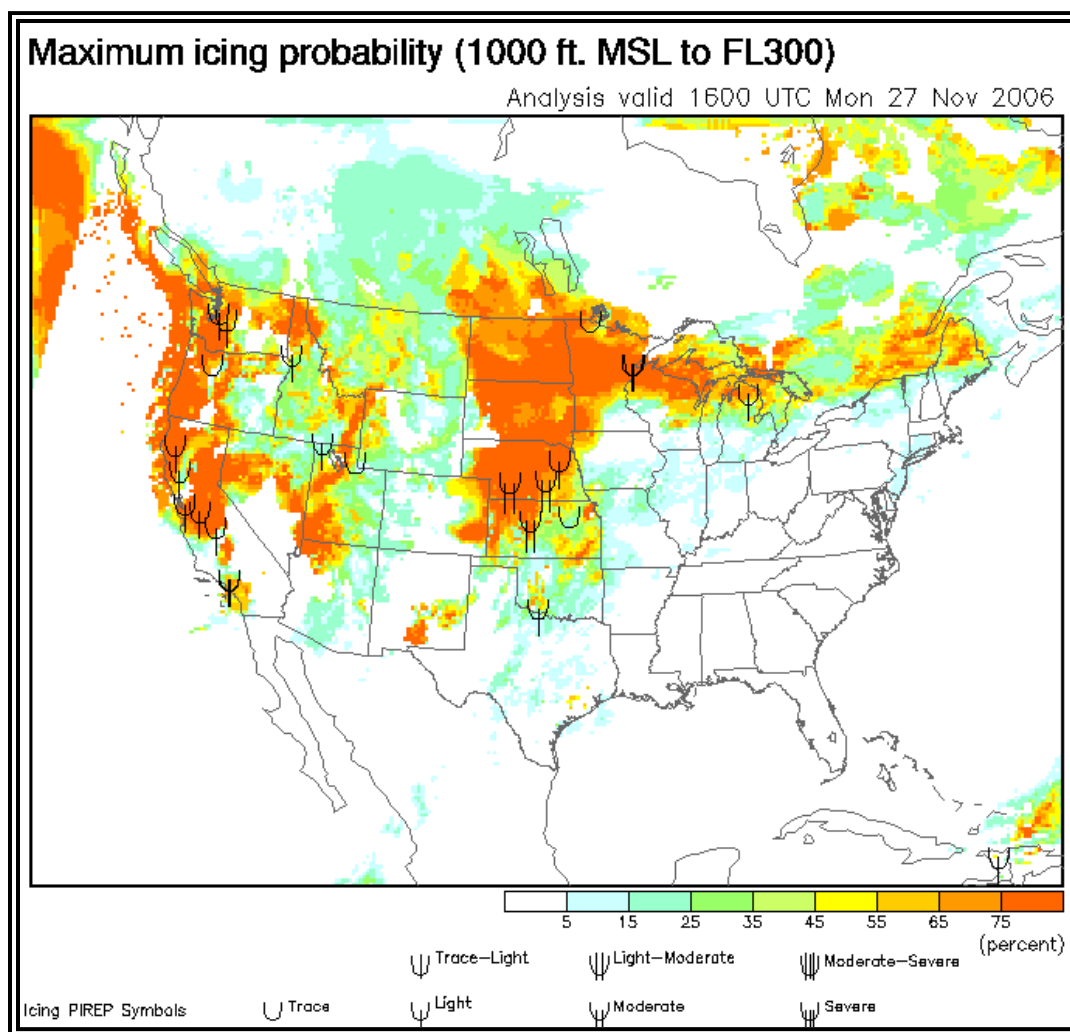 Maximum icing probability (1000 ft. MSL to FL300)
Analysis valid 1600 UTC Mon 27 Nov 2006
5 15 25 35 45 55 65 75
(percent)
Trace-Light Light-Moderate Moderate-Severe
Icing PIREP Symbols Trace Light Moderate Severe